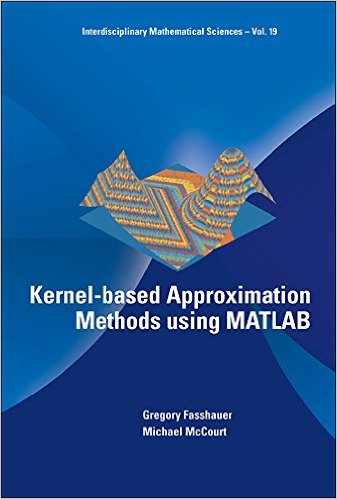 Interdisciplinary Mathematical Sciences – Vol. 19
Kernel-based Approximation
Methods using MATLAB
Gregory Fasshauer
Michael McCourt